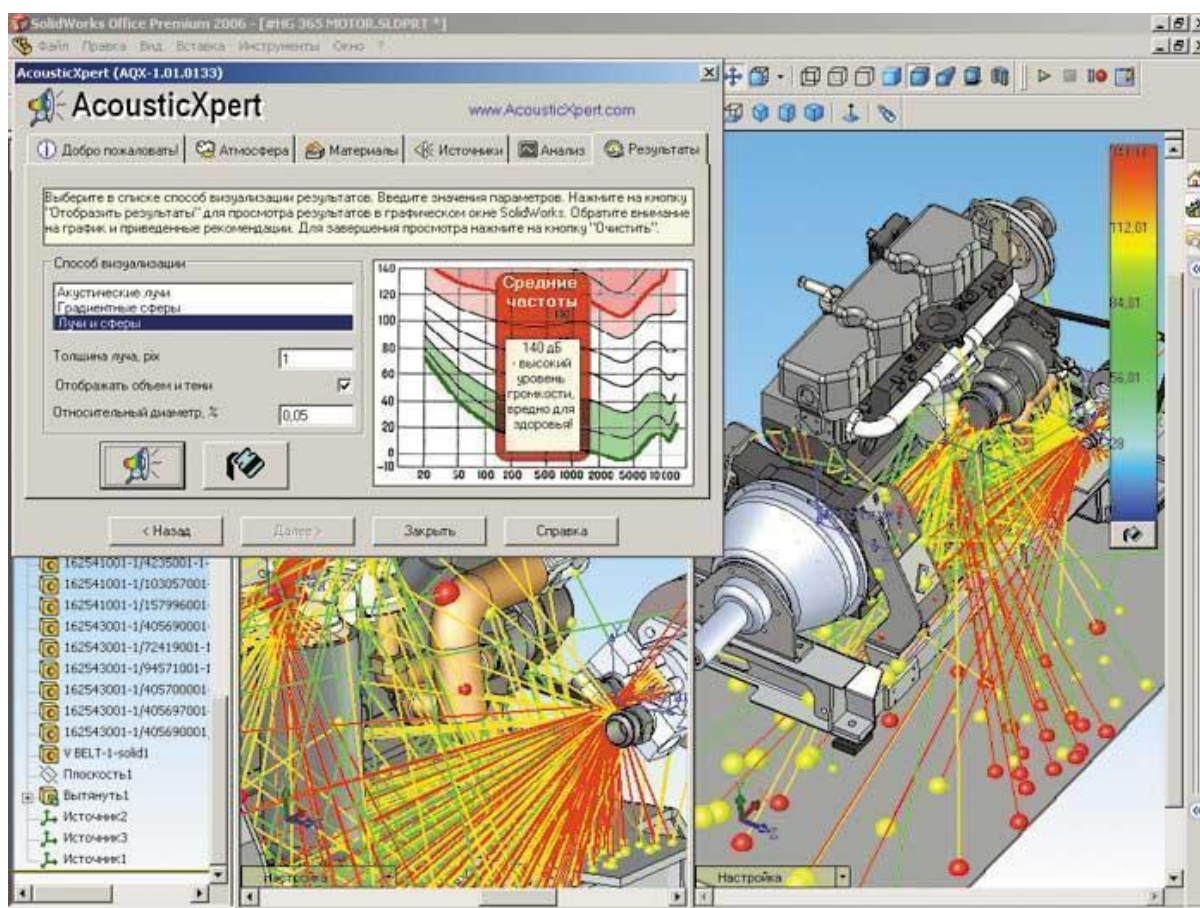 SolidWorks Office Premium 2006 - [#HG 365 MOTOR.SLDPRT *]
Файл Правка Вид Вставка Инструменты Окно ?
AcousticXpert (AQX-1.01.0133)
AcousticXpert
www.AcousticXpert.com
Добро пожаловать! Атмосфера Материалы Источники Анализ Результаты
Выберите в списке способ визуализации результатов. Введите значения параметров. Нажмите на кнопку
"Отобразить результаты" для просмотра результатов в графическом окне SolidWorks. Обратите внимание
на график и приведенные рекомендации. Для завершения просмотра нажмите на кнопку "Очистить".
Способ визуализации
Акустические лучи
Градиентные сферы
Лучи и сферы
Толщина луча, pix
1
Отображать объем и тени
Относительный диаметр, %
0,05
140
120
100
80
60
40
20
0
-10
20 50 100 200 500 1000 2000 5000 10000
Средние
частоты
140 дБ
- высокий
уровень
громкости,
вредно для
здоровья!
< Назад
Далее >
Закрыть
Справка
112,01
84,01
56,01
28
162541001-1/4235001-1-
162541001-1/103057001-
162541001-1/157996001-
162543001-1/405690001-
162543001-1/72419001-1
162543001-1/94571001-1
162543001-1/405700001-
162543001-1/405697001-
162543001-1/405690001
V BELT-1-solid1
Плоскость1
Вытянуть1
Источник2
Источник3
Источник1
Настройка
Настройка